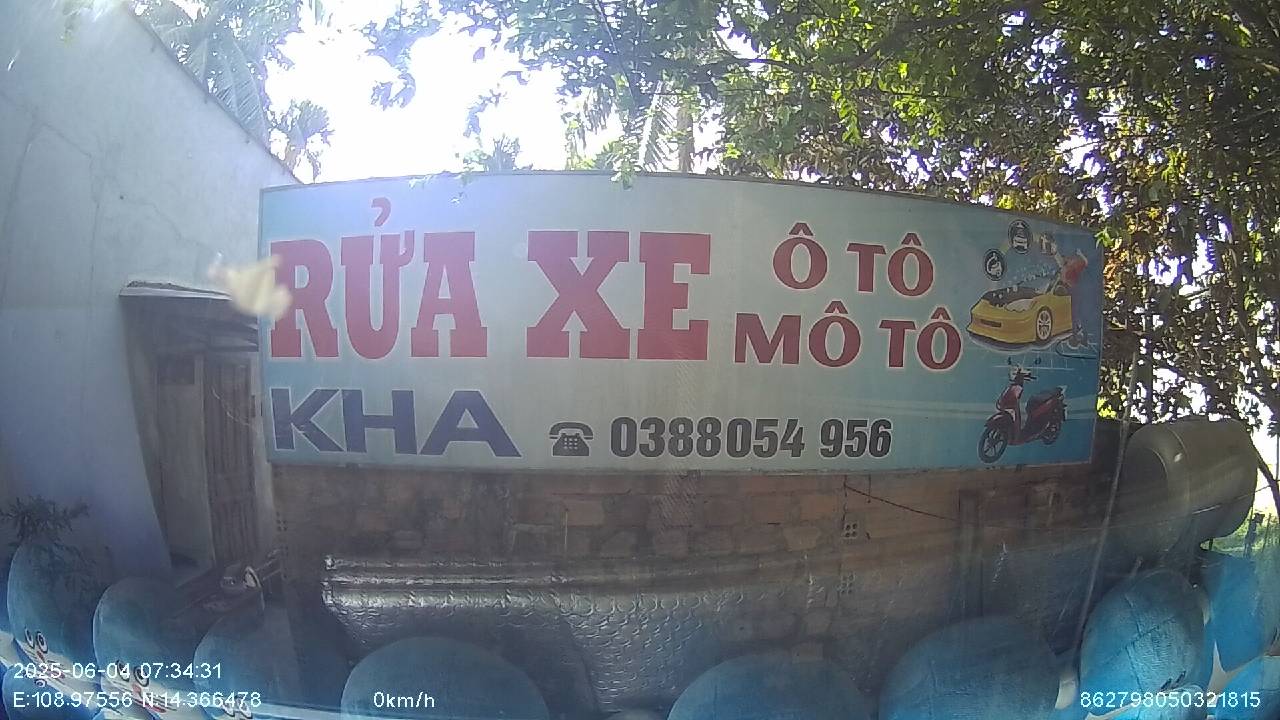 RỬA XE
Ô TÔ
MÔ TÔ
KHA
☎ 0388054 956
2025-06-04 07:34:31
E:108.97556 N:14.366478
0km/h
862798050321815